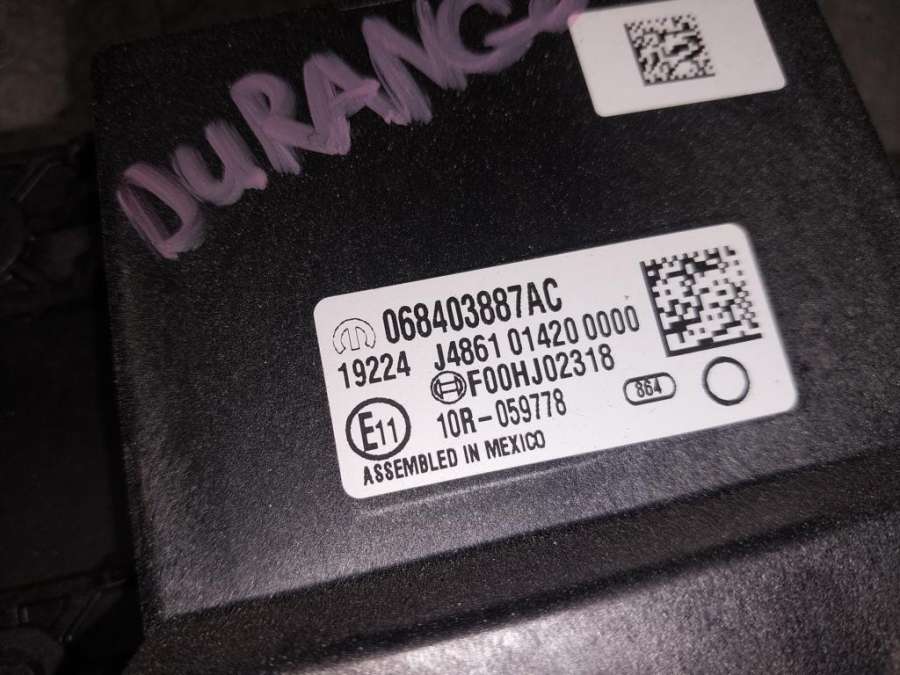 DURANGO
068403887AC
19224 J4861 01420 0000
F00HJ02318
864
E11
10R-059778
ASSEMBLED IN MEXICO